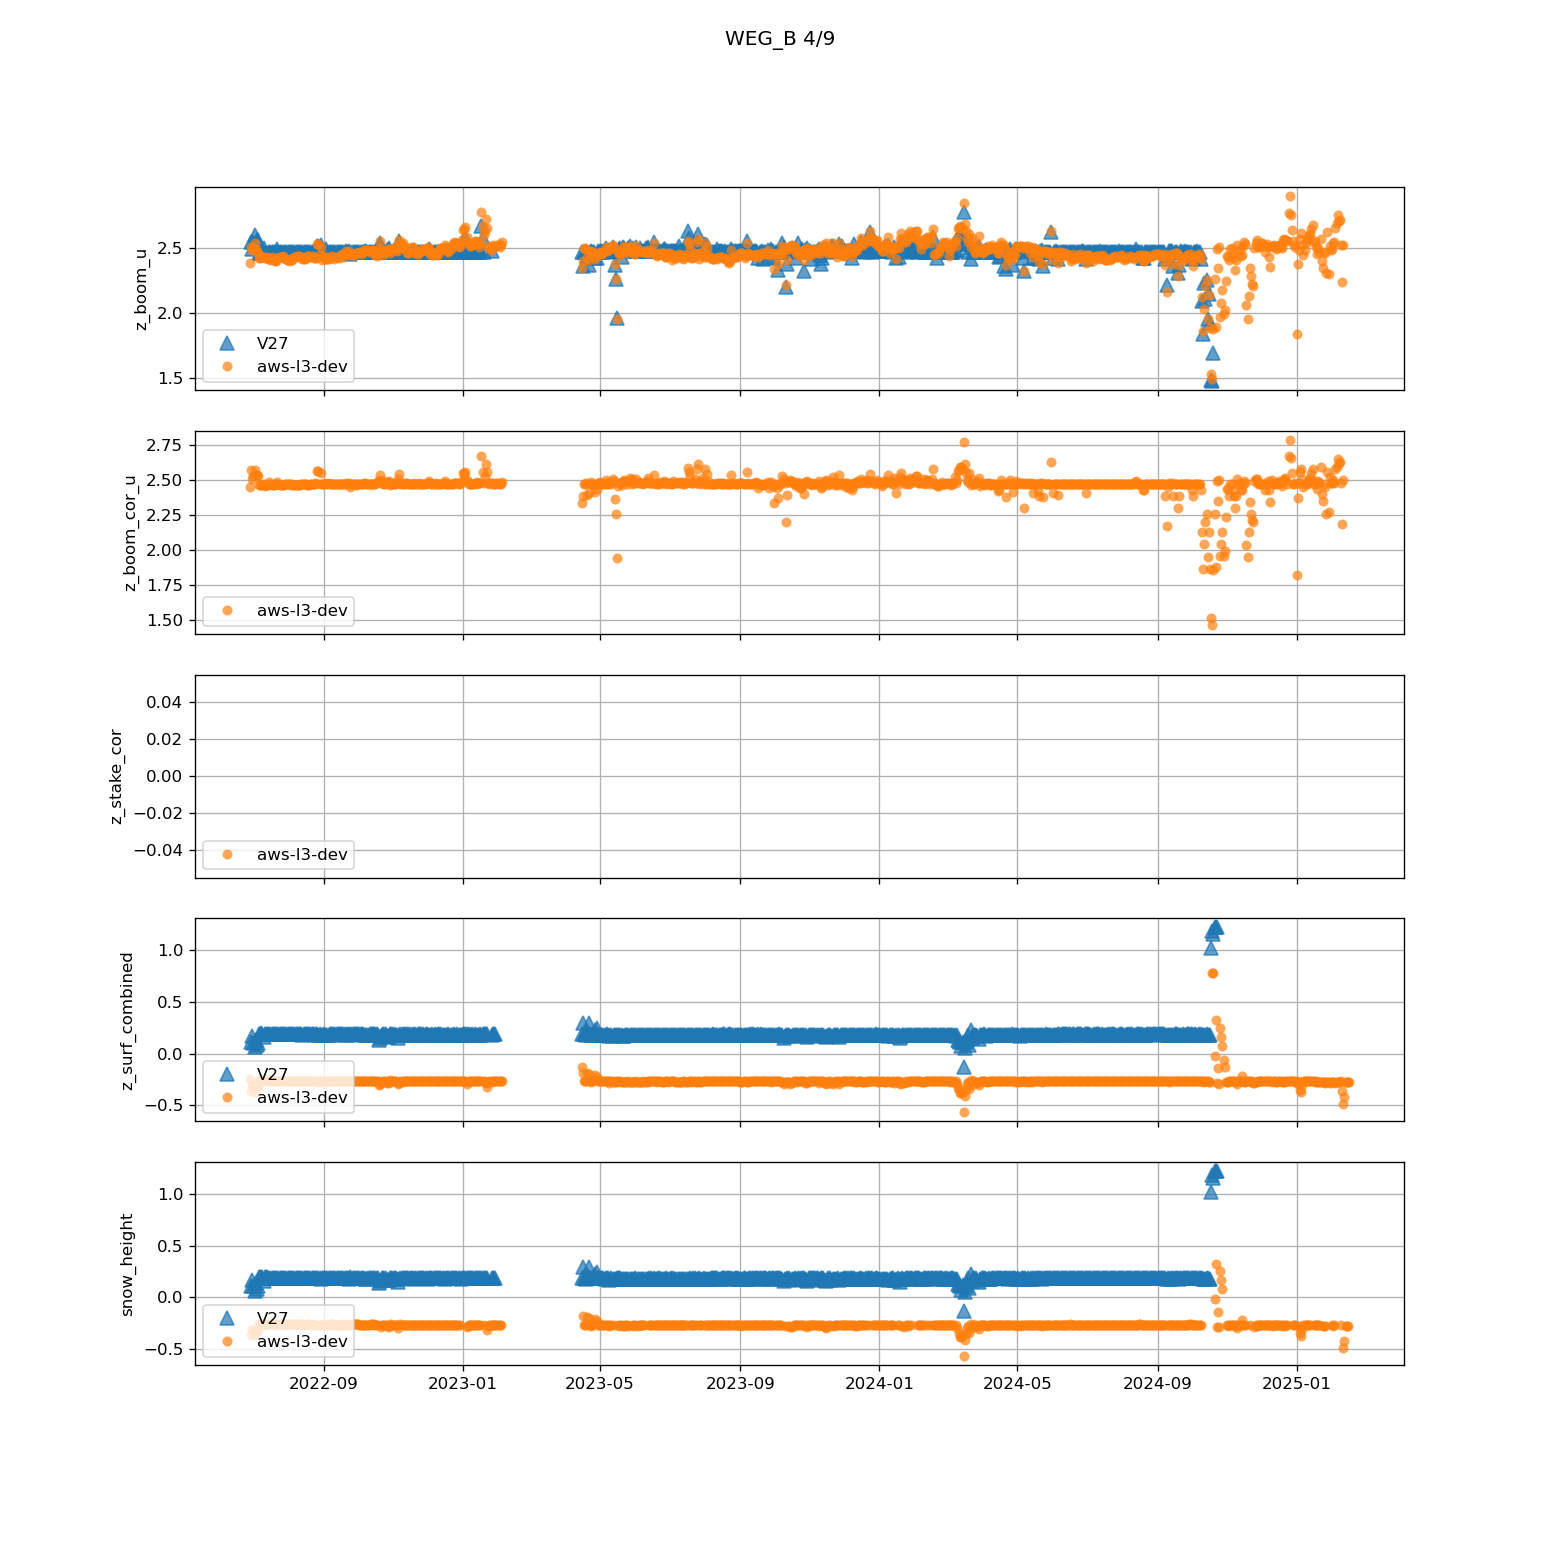 WEG_B 4/9
z_boom_u
2.5
2.0
1.5
V27
aws-l3-dev
z_boom_cor_u
2.75
2.50
2.25
2.00
1.75
1.50
aws-l3-dev
z_stake_cor
0.04
0.02
0.00
−0.02
−0.04
aws-l3-dev
z_surf_combined
1.0
0.5
0.0
−0.5
V27
aws-l3-dev
snow_height
1.0
0.5
0.0
−0.5
V27
aws-l3-dev
2022-09 2023-01 2023-05 2023-09 2024-01 2024-05 2024-09 2025-01